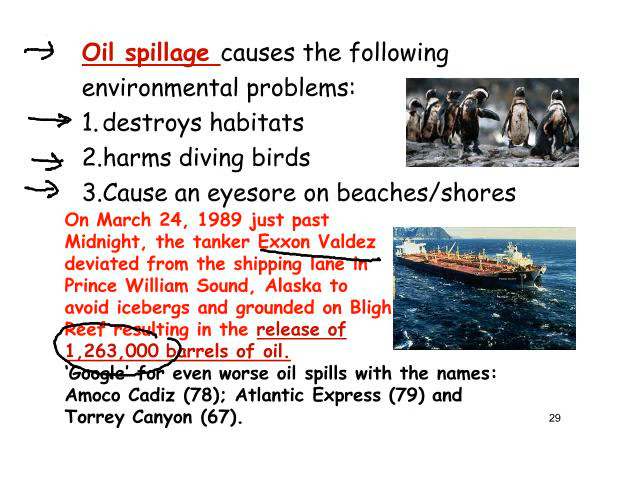 Oil spillage causes the following
environmental problems:
1. destroys habitats
2.harms diving birds
3.Cause an eyesore on beaches/shores
On March 24, 1989 just past
Midnight, the tanker Exxon Valdez
deviated from the shipping lane in
Prince William Sound, Alaska to
avoid icebergs and grounded on Bligh
Reef resulting in the release of
1,263,000 barrels of oil.
‘Google’ for even worse oil spills with the names:
Amoco Cadiz (78); Atlantic Express (79) and
Torrey Canyon (67).
29